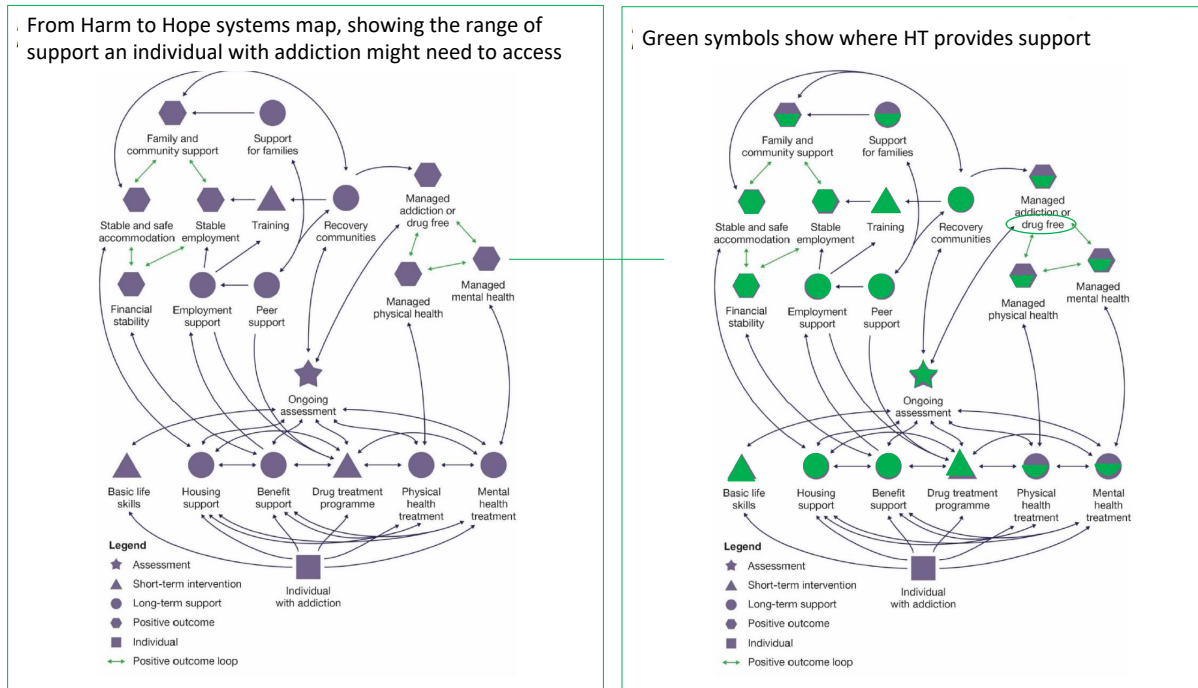 From Harm to Hope systems map, showing the range of
support an individual with addiction might need to access
Family and
community support
Support
for families
Stable and safe
accommodation
Stable
employment
Training
Recovery
communities
Managed
addiction or
drug free
Financial
stability
Employment
support
Peer
support
Managed
physical health
Managed
mental health
Ongoing
assessment
Basic life
skills
Housing
support
Benefit
support
Drug treatment
programme
Physical
health
treatment
Mental
health
treatment
Individual
with addiction
Legend
Assessment
Short-term intervention
Long-term support
Positive outcome
Individual
Positive outcome loop
Green symbols show where HT provides support
Family and
community support
Support
for families
Stable and safe
accommodation
Stable
employment
Training
Recovery
communities
Managed
addiction or
drug free
Financial
stability
Employment
support
Peer
support
Managed
physical health
Managed
mental health
Ongoing
assessment
Basic life
skills
Housing
support
Benefit
support
Drug treatment
programme
Physical
health
treatment
Mental
health
treatment
Individual
with addiction
Legend
Assessment
Short-term intervention
Long-term support
Positive outcome
Individual
Positive outcome loop